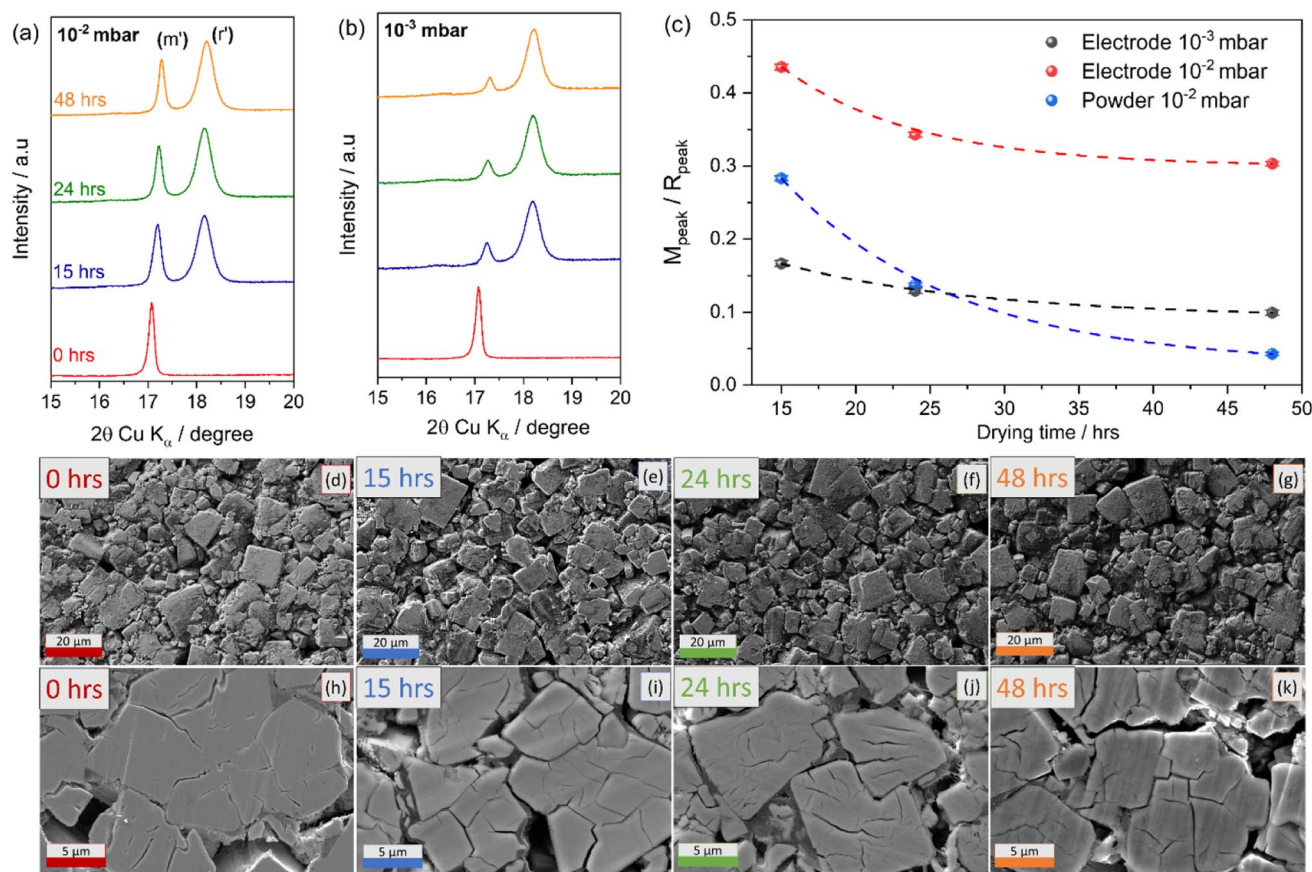 (a)
10⁻² mbar
(m')
(r')
48 hrs
24 hrs
15 hrs
0 hrs
Intensity / a.u
15 16 17 18 19 20
2θ Cu Kα / degree
(b)
10⁻³ mbar
Intensity / a.u
15 16 17 18 19 20
2θ Cu Kα / degree
(c)
Electrode 10⁻³ mbar
Electrode 10⁻² mbar
Powder 10⁻² mbar
M_peak / R_peak
0.5
0.4
0.3
0.2
0.1
0.0
15 20 25 30 35 40 45 50
Drying time / hrs
0 hrs (d)
20 µm
15 hrs (e)
20 µm
24 hrs (f)
20 µm
48 hrs (g)
20 µm
0 hrs (h)
5 µm
15 hrs (i)
5 µm
24 hrs (j)
5 µm
48 hrs (k)
5 µm